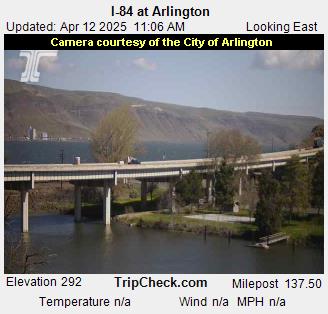 I-84 at Arlington
Updated: Apr 12 2025 11:06 AM Looking East
Camera courtesy of the City of Arlington
Elevation 292 TripCheck.com Milepost 137.50
Temperature n/a Wind n/a MPH n/a